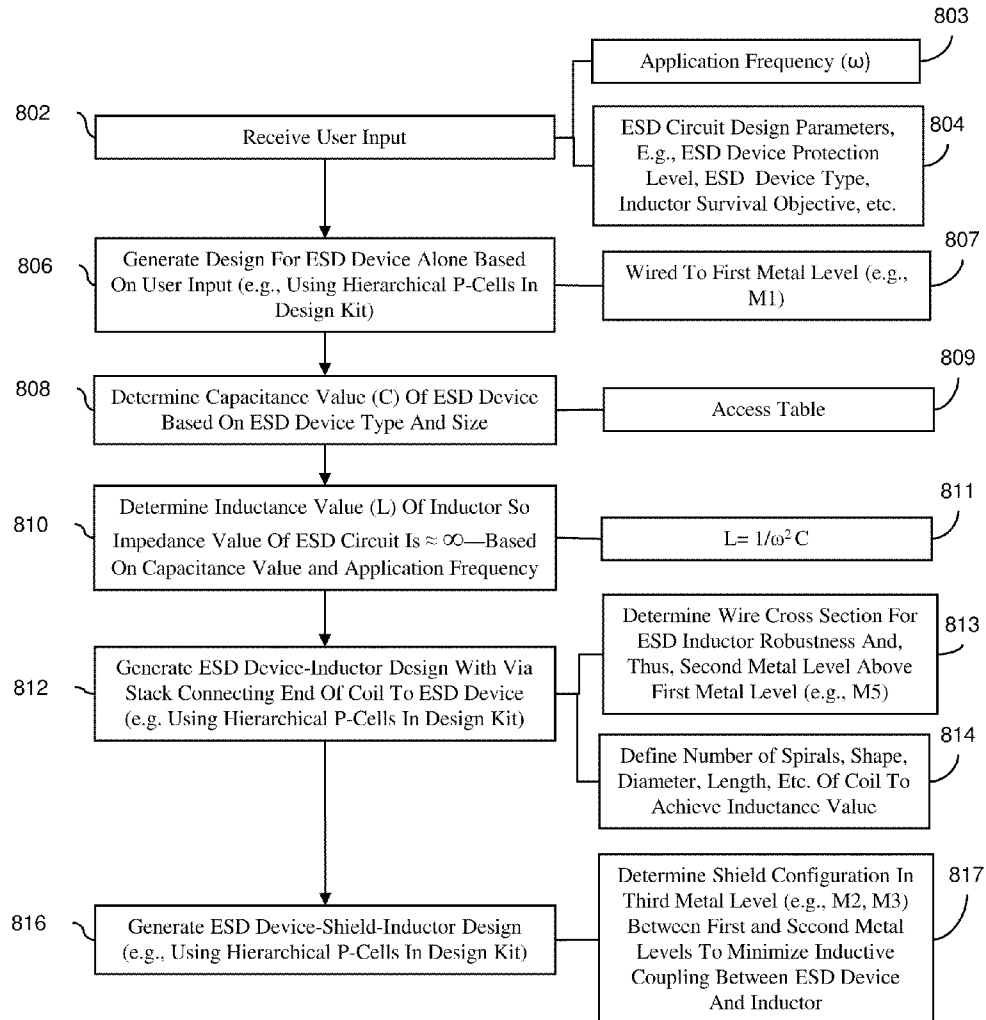 803
Application Frequency (ω)
802
Receive User Input
ESD Circuit Design Parameters,
E.g., ESD Device Protection
Level, ESD Device Type,
Inductor Survival Objective, etc.
804
806
Generate Design For ESD Device Alone Based
On User Input (e.g., Using Hierarchical P-Cells In
Design Kit)
807
Wired To First Metal Level (e.g.,
M1)
808
Determine Capacitance Value (C) Of ESD Device
Based On ESD Device Type And Size
809
Access Table
810
Determine Inductance Value (L) Of Inductor So
Impedance Value Of ESD Circuit Is ≈ ∞—Based
On Capacitance Value and Application Frequency
811
L= 1/ω² C
812
Generate ESD Device-Inductor Design With Via
Stack Connecting End Of Coil To ESD Device
(e.g. Using Hierarchical P-Cells In Design Kit)
Determine Wire Cross Section For
ESD Inductor Robustness And,
Thus, Second Metal Level Above
First Metal Level (e.g., M5)
813
814
Define Number of Spirals, Shape,
Diameter, Length, Etc. Of Coil To
Achieve Inductance Value
816
Generate ESD Device-Shield-Inductor Design
(e.g., Using Hierarchical P-Cells In Design Kit)
Determine Shield Configuration In
Third Metal Level (e.g., M2, M3)
Between First and Second Metal
Levels To Minimize Inductive
Coupling Between ESD Device
And Inductor
817